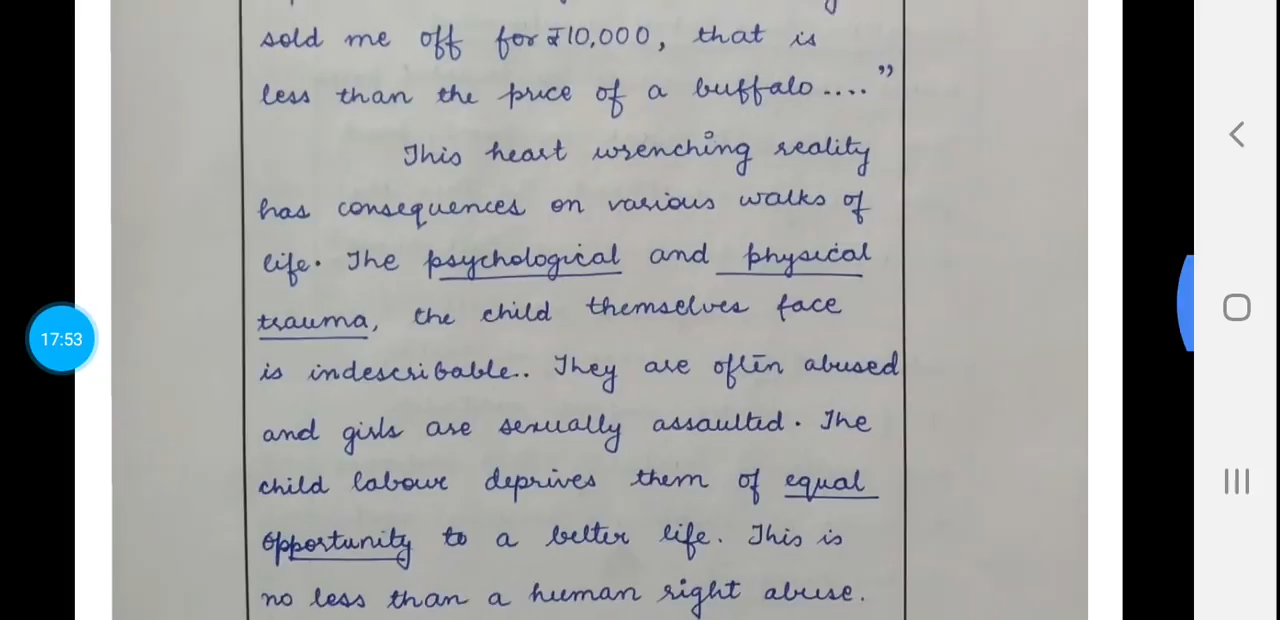 sold me off for ₹10,000, that is
less than the price of a buffalo....”
This heart wrenching reality
has consequences on various walks of
life. The psychological and physical
trauma, the child themselves face
is indescribable.. They are often abused
and girls are sexually assaulted. The
child labour deprives them of equal
opportunity to a better life. This is
no less than a human right abuse.
17:53